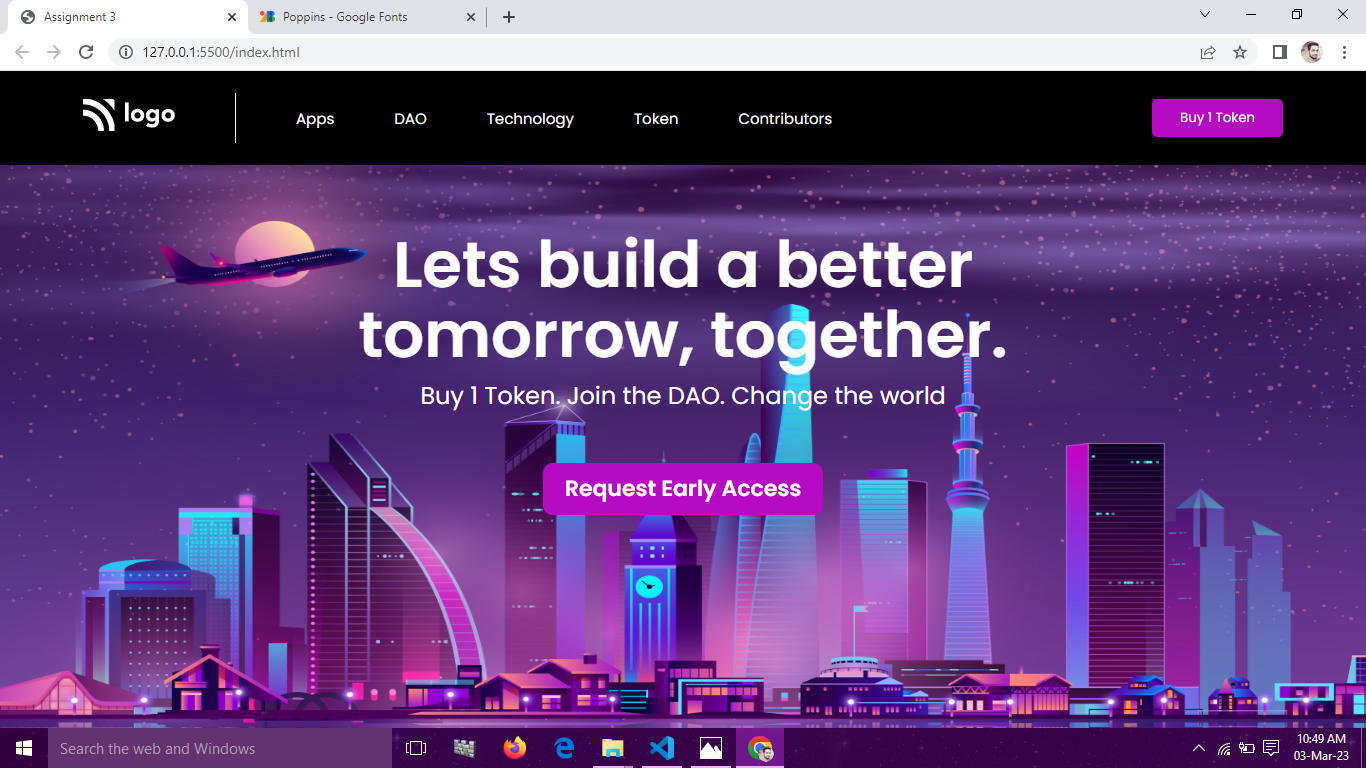 Assignment 3
Poppins - Google Fonts
127.0.0.1:5500/index.html
logo
Apps
DAO
Technology
Token
Contributors
Buy 1 Token
Lets build a better
tomorrow, together.
Buy 1 Token. Join the DAO. Change the world
Request Early Access
Search the web and Windows
10:49 AM
03-Mar-23